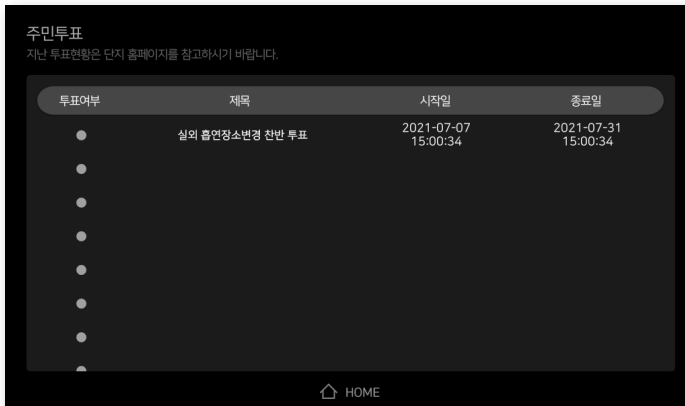 주민투표
지난 투표현황은 단지 홈페이지를 참고하시기 바랍니다.
투표여부 제목 시작일 종료일
실외 흡연장소변경 찬반 투표 2021-07-07 15:00:34 2021-07-31 15:00:34
HOME